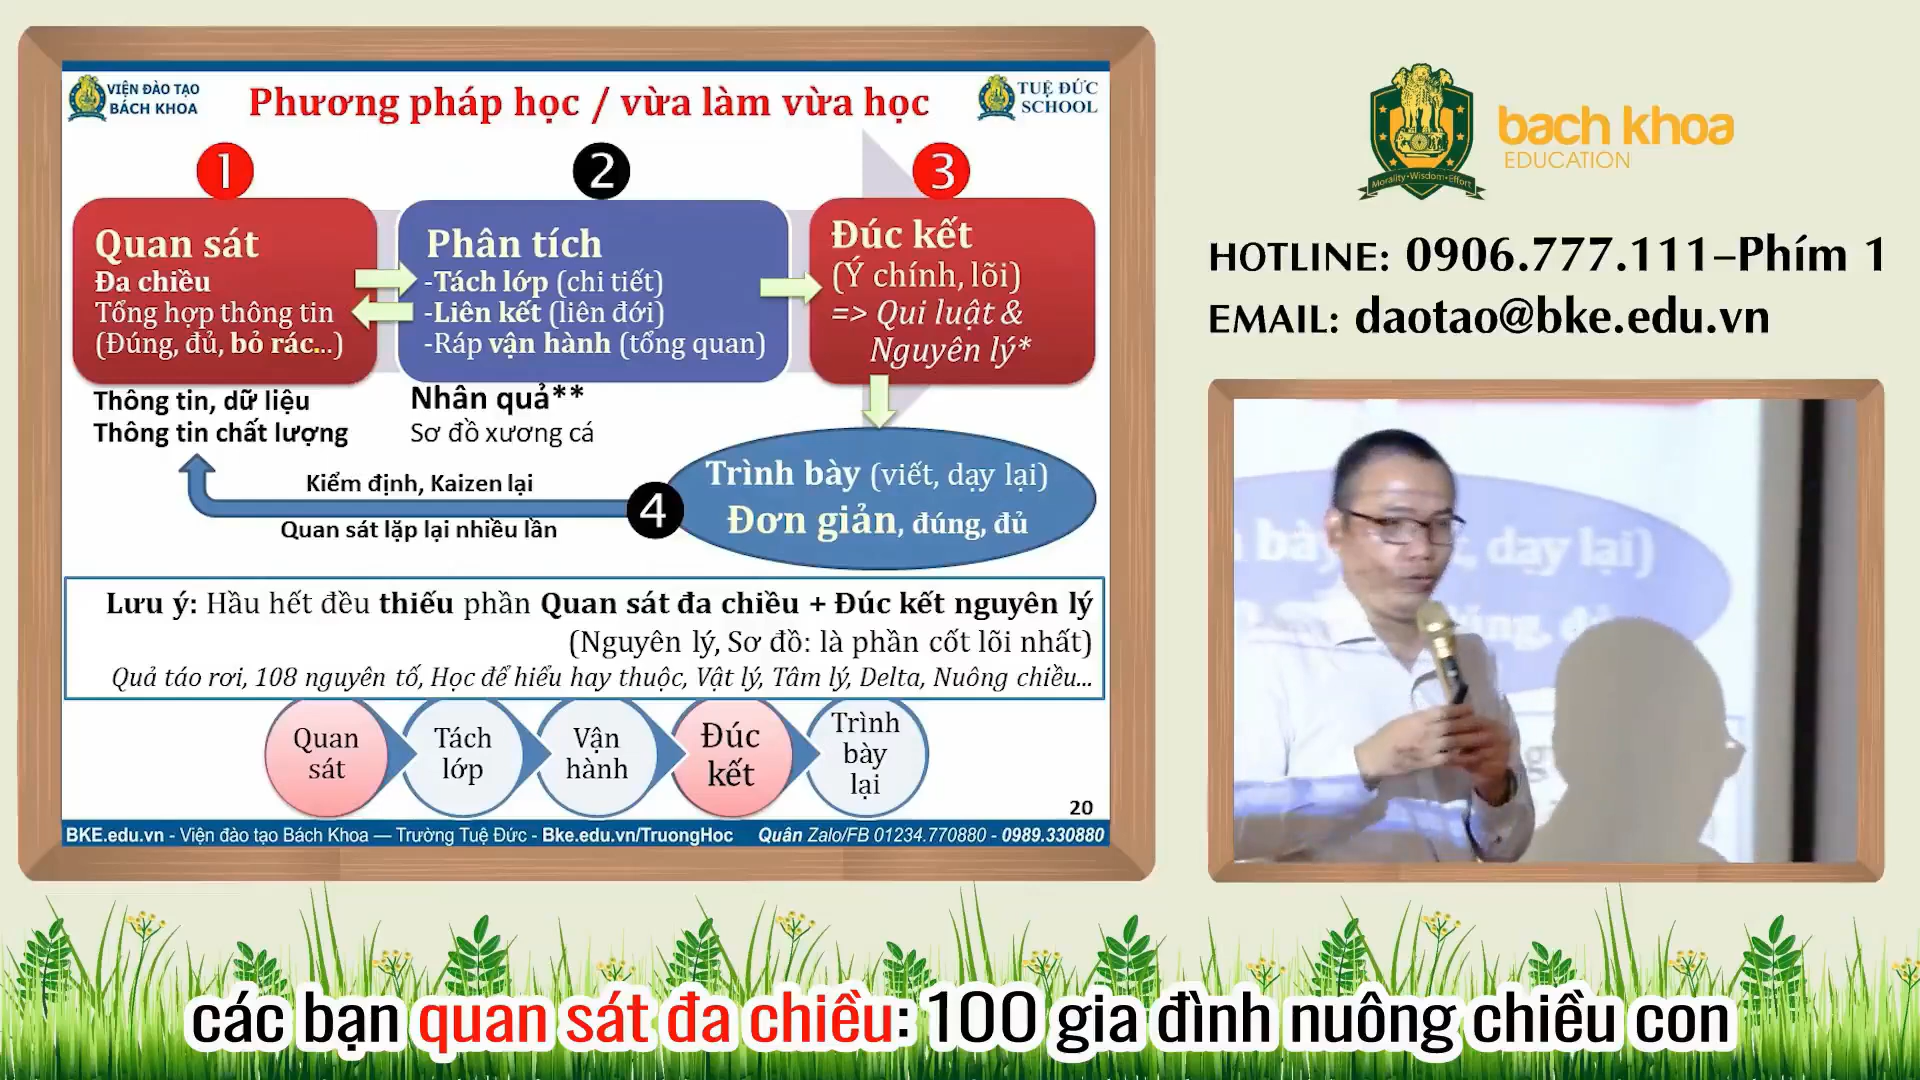 VIỆN ĐÀO TẠO
BÁCH KHOA
Phương pháp học / vừa làm vừa học
TUỆ ĐỨC
SCHOOL
1
2
3
Quan sát
Đa chiều
Tổng hợp thông tin
(Đúng, đủ, bỏ rác...)
Phân tích
-Tách lớp (chi tiết)
-Liên kết (liên đới)
-Ráp vận hành (tổng quan)
Đúc kết
(Ý chính, lõi)
=> Qui luật &
Nguyên lý*
Thông tin, dữ liệu
Thông tin chất lượng
Nhân quả**
Sơ đồ xương cá
Kiểm định, Kaizen lại
Quan sát lặp lại nhiều lần
4
Trình bày (viết, dạy lại)
Đơn giản, đúng, đủ
Lưu ý: Hầu hết đều thiếu phần Quan sát đa chiều + Đúc kết nguyên lý
(Nguyên lý, Sơ đồ: là phần cốt lõi nhất)
Quả táo rơi, 108 nguyên tố, Học để hiểu hay thuộc, Vật lý, Tâm lý, Delta, Nuông chiều...
Quan
sát
Tách
lớp
Vận
hành
Đúc
kết
Trình
bày
lại
20
BKE.edu.vn - Viện đào tạo Bách Khoa — Trường Tuệ Đức - Bke.edu.vn/TruongHoc Quân Zalo/FB 01234.770880 - 0989.330880
Morality • Wisdom • Effort
bach khoa
EDUCATION
HOTLINE: 0906.777.111–Phím 1
EMAIL: daotao@bke.edu.vn
bày
dạy lại)
các bạn quan sát đa chiều: 100 gia đình nuông chiều con